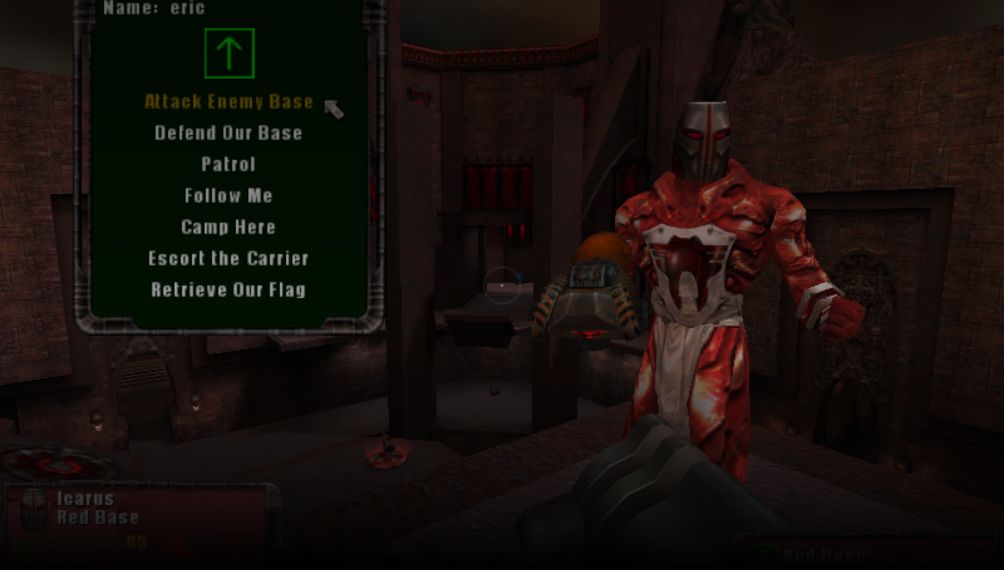 Name: eric
Attack Enemy Base
Defend Our Base
Patrol
Follow Me
Camp Here
Escort the Carrier
Retrieve Our Flag
Icarus
Red Base
85
Red Base